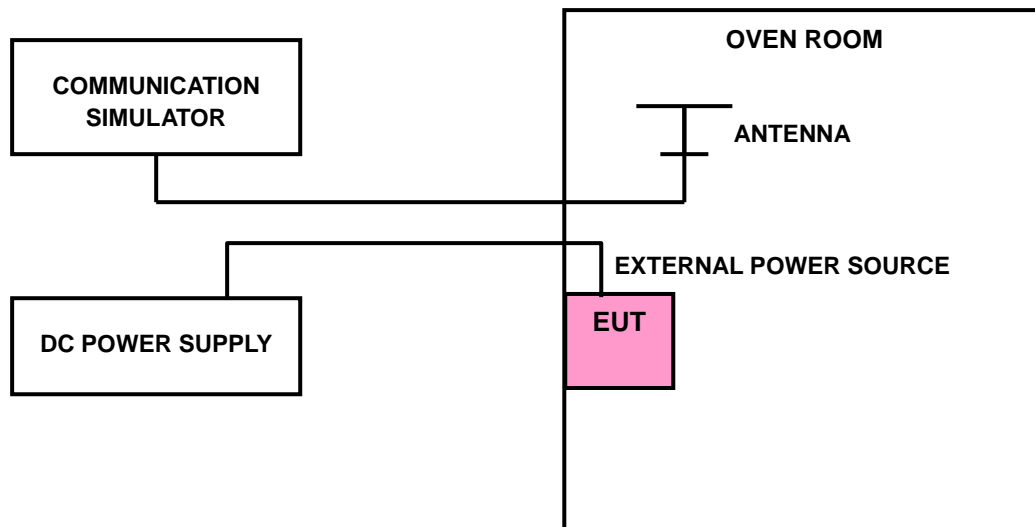 OVEN ROOM
COMMUNICATION
SIMULATOR
ANTENNA
EXTERNAL POWER SOURCE
EUT
DC POWER SUPPLY